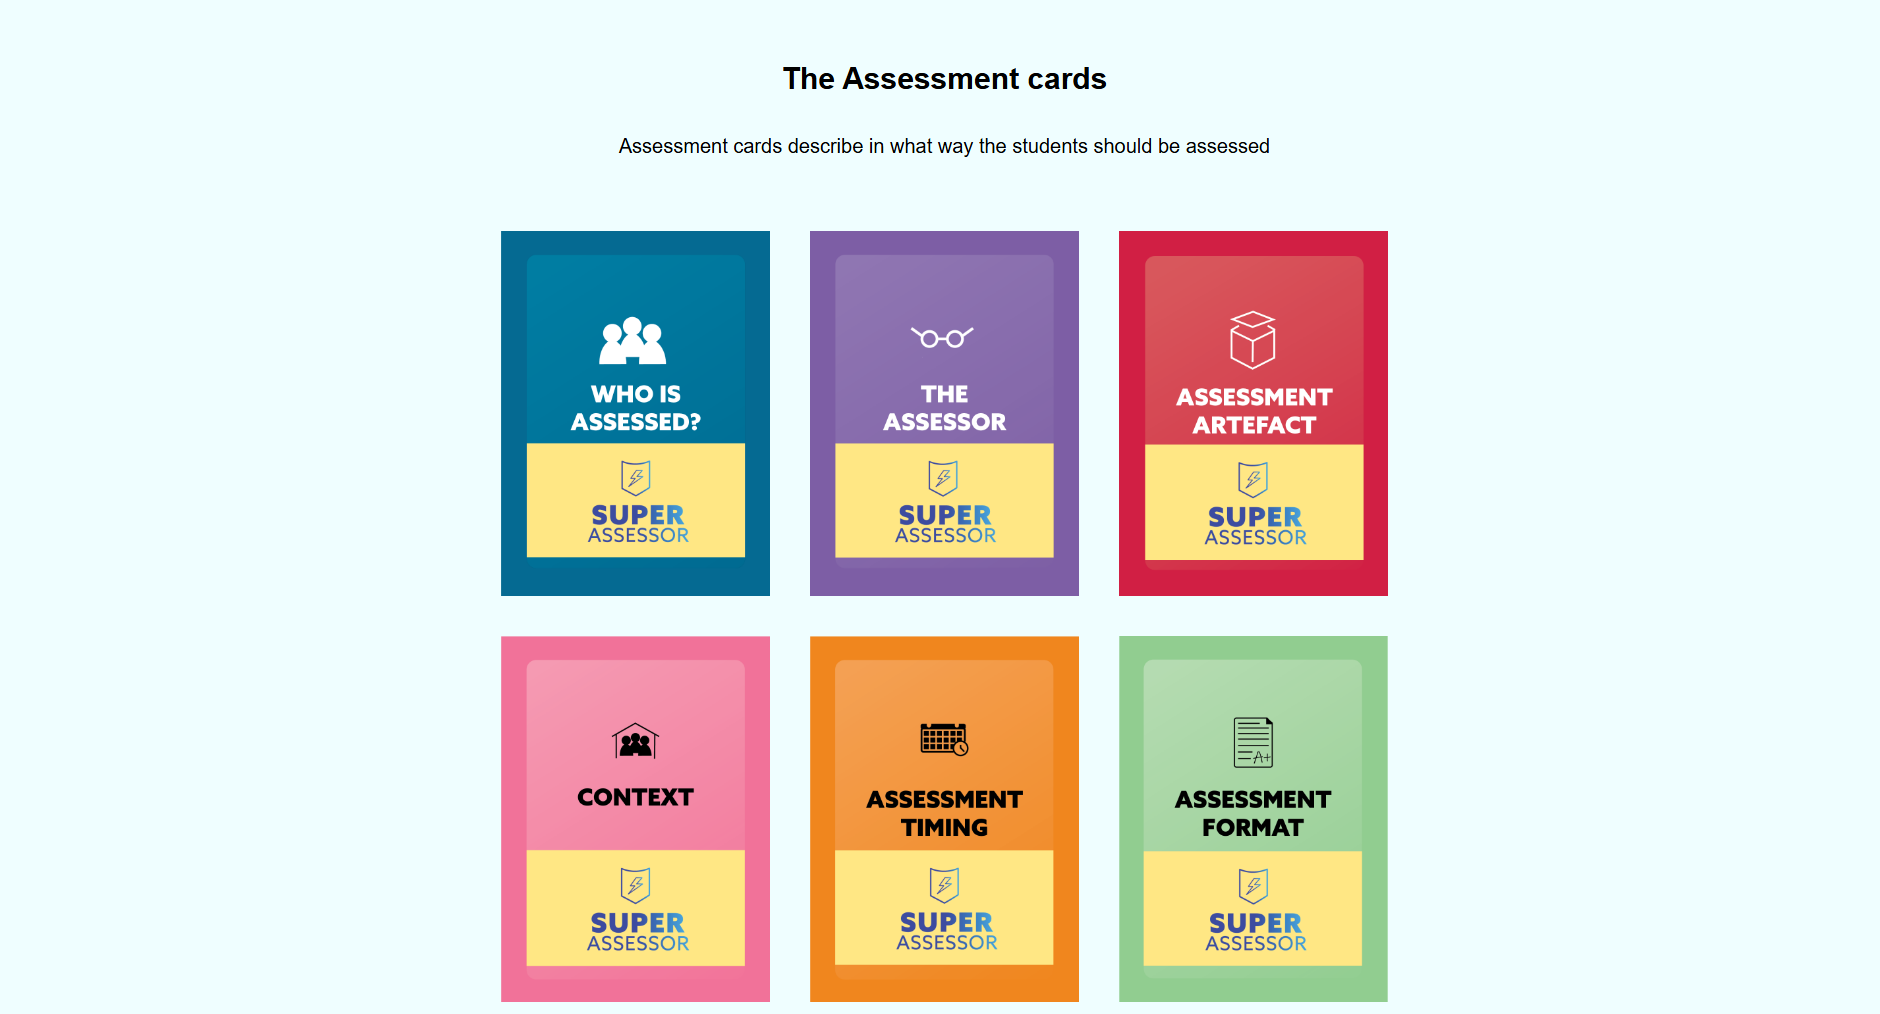 The Assessment cards
Assessment cards describe in what way the students should be assessed
WHO IS
ASSESSED?
SUPER
ASSESSOR
THE
ASSESSOR
SUPER
ASSESSOR
ASSESSMENT
ARTEFACT
SUPER
ASSESSOR
CONTEXT
SUPER
ASSESSOR
ASSESSMENT
TIMING
SUPER
ASSESSOR
A+
ASSESSMENT
FORMAT
SUPER
ASSESSOR